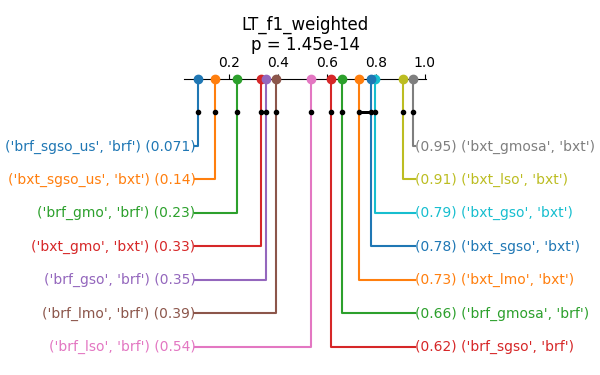 LT_f1_weighted
p = 1.45e-14
0.2 0.4 0.6 0.8 1.0
('brf_sgso_us', 'brf') (0.071) (0.95) ('bxt_gmosa', 'bxt')
('bxt_sgso_us', 'bxt') (0.14) (0.91) ('bxt_lso', 'bxt')
('brf_gmo', 'brf') (0.23) (0.79) ('bxt_gso', 'bxt')
('bxt_gmo', 'bxt') (0.33) (0.78) ('bxt_sgso', 'bxt')
('brf_gso', 'brf') (0.35) (0.73) ('bxt_lmo', 'bxt')
('brf_lmo', 'brf') (0.39) (0.66) ('brf_gmosa', 'brf')
('brf_lso', 'brf') (0.54) (0.62) ('brf_sgso', 'brf')